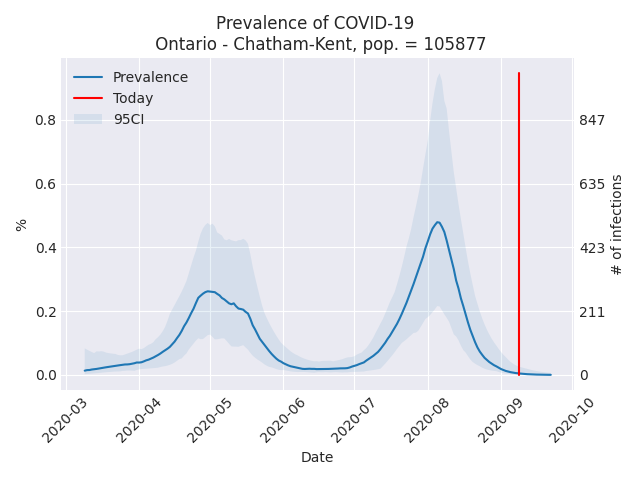 Prevalence of COVID-19
Ontario - Chatham-Kent, pop. = 105877
Prevalence
Today
95CI
%
0.8
0.6
0.4
0.2
0.0
847
635
423
211
0
# of infections
2020-03
2020-04
2020-05
2020-06
2020-07
2020-08
2020-09
2020-10
Date